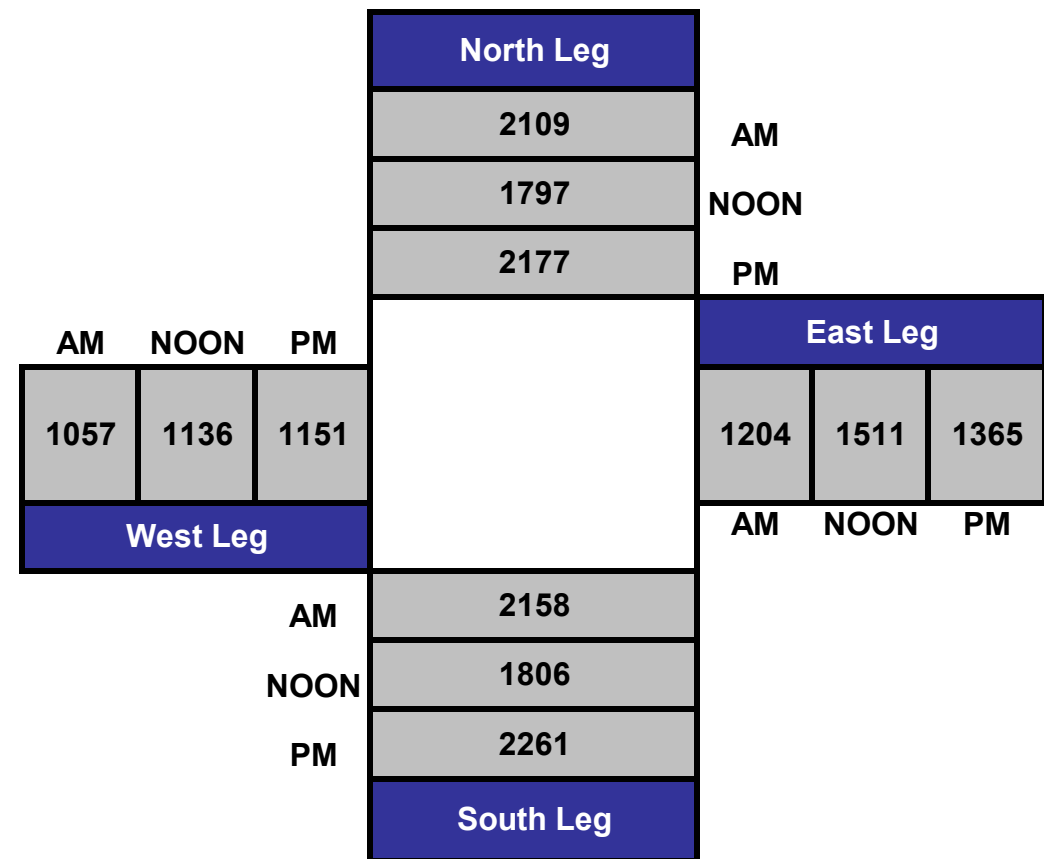 North Leg
2109
AM
1797
NOON
2177
PM
East Leg
AM NOON PM
1057 1136 1151
1204 1511 1365
West Leg
AM NOON PM
AM
2158
NOON
1806
PM
2261
South Leg